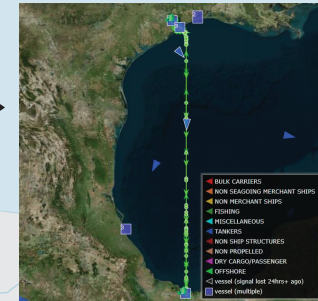 BULK CARRIERS
NON SEAGOING MERCHANT SHIPS
NON MERCHANT SHIPS
FISHING
MISCELLANEOUS
TANKERS
NON SHIP STRUCTURES
NON PROPELLED
DRY CARGO/PASSENGER
OFFSHORE
vessel (signal lost 24hrs+ ago)
vessel (multiple)